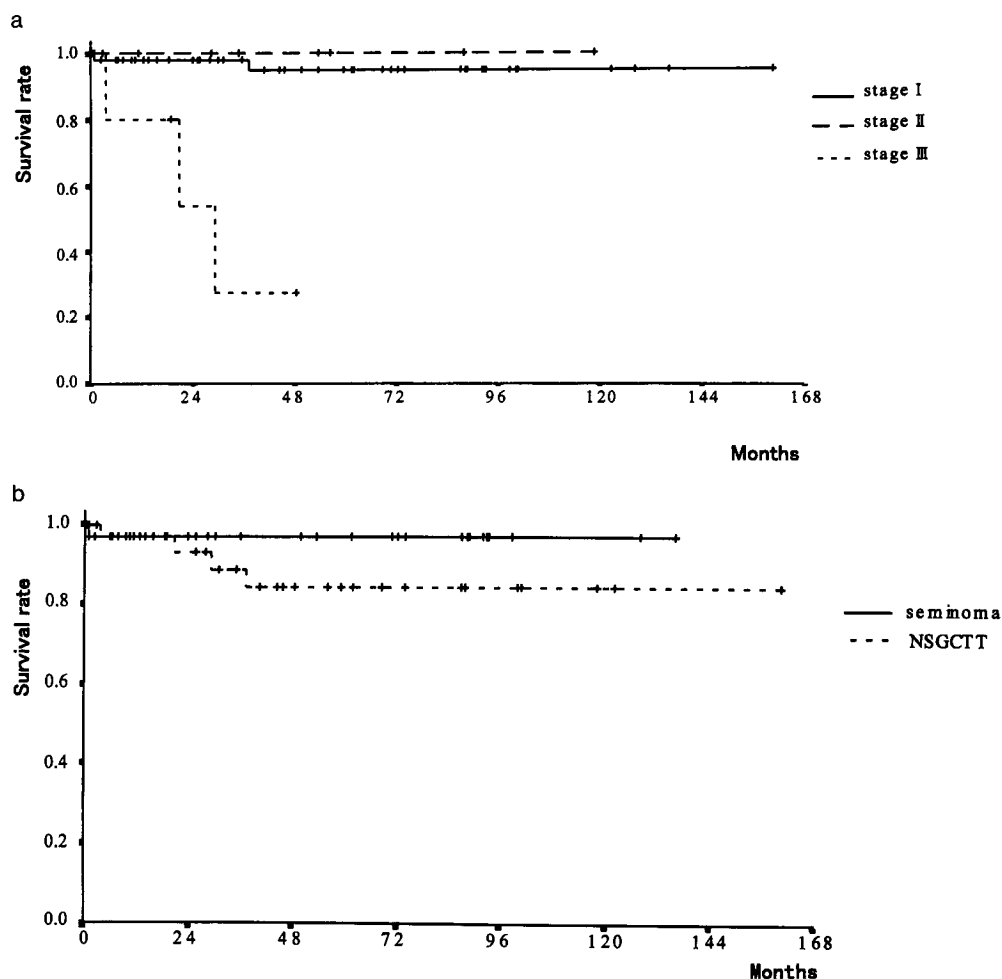 a
1.0
0.8
0.6
0.4
0.2
0.0
Survival rate
0 24 48 72 96 120 144 168
Months
stage I
stage Ⅱ
stage Ⅲ
b
1.0
0.8
0.6
0.4
0.2
0.0
Survival rate
0 24 48 72 96 120 144 168
Months
seminoma
NSGCTT